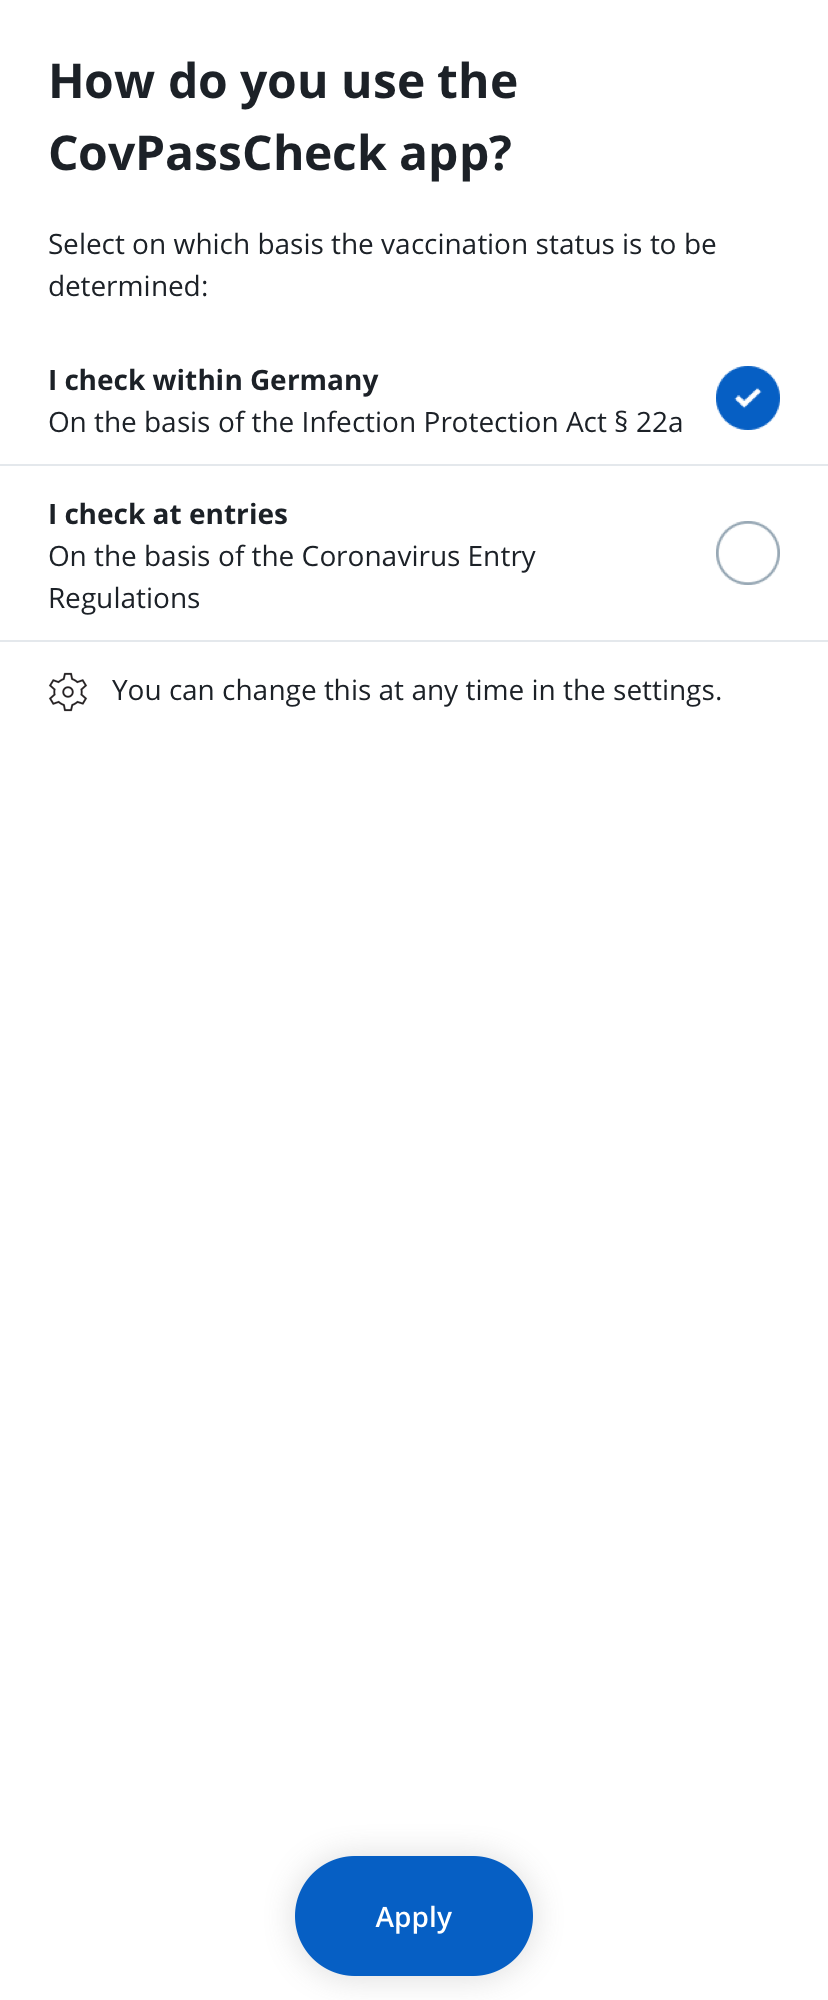 How do you use the
CovPassCheck app?
Select on which basis the vaccination status is to be
determined:
I check within Germany
On the basis of the Infection Protection Act § 22a
I check at entries
On the basis of the Coronavirus Entry
Regulations
You can change this at any time in the settings.
Apply